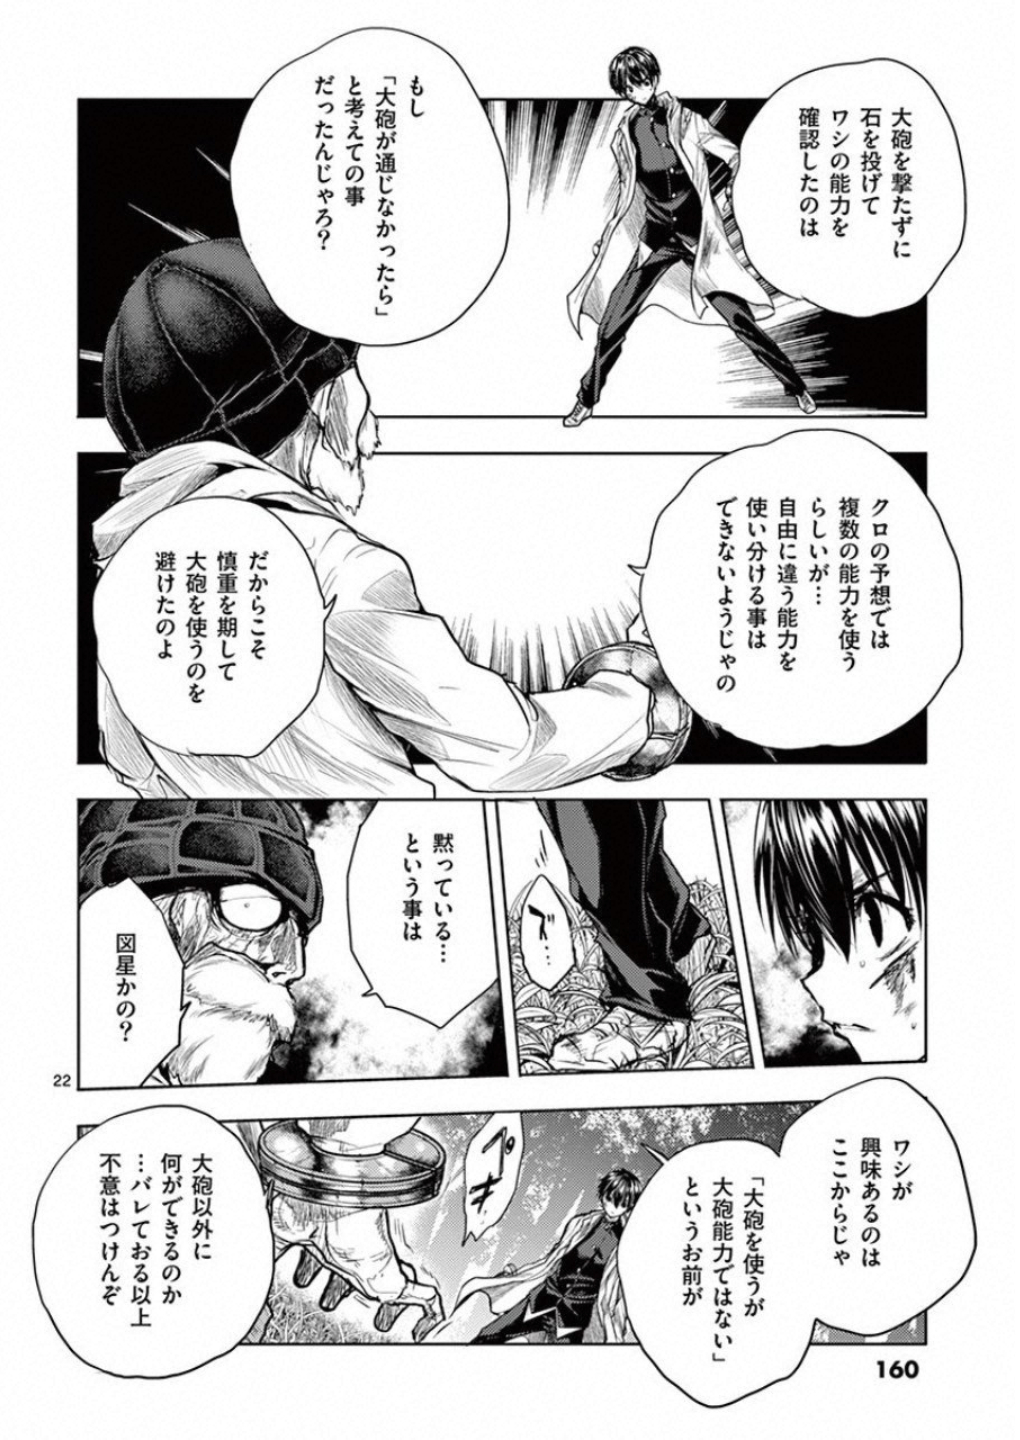 大砲を撃たずに
石を投げて
ワシの能力を
確認したのは
もし
「大砲が通じなかったら」
と考えての事
だったんじゃろ?
クロの予想では
複数の能力を使う
らしいが…
自由に違う能力を
使い分ける事は
できないようじゃの
だからこそ
慎重を期して
大砲を使うのを
避けたのよ
黙っている…
という事は
図星かの?
ワシが
興味あるのは
ここからじゃ
「大砲を使うが
大砲能力ではない」
というお前が
大砲以外に
何ができるのか
…バレておる以上
不意はつけんぞ
22
160